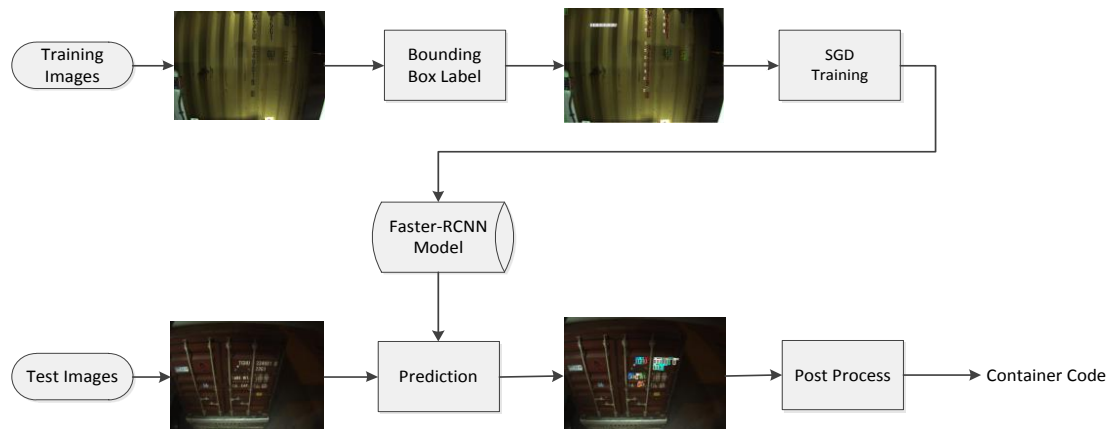 Training
Images
Bounding
Box Label
SGD
Training
Faster-RCNN
Model
Test Images
Prediction
Post Process
Container Code